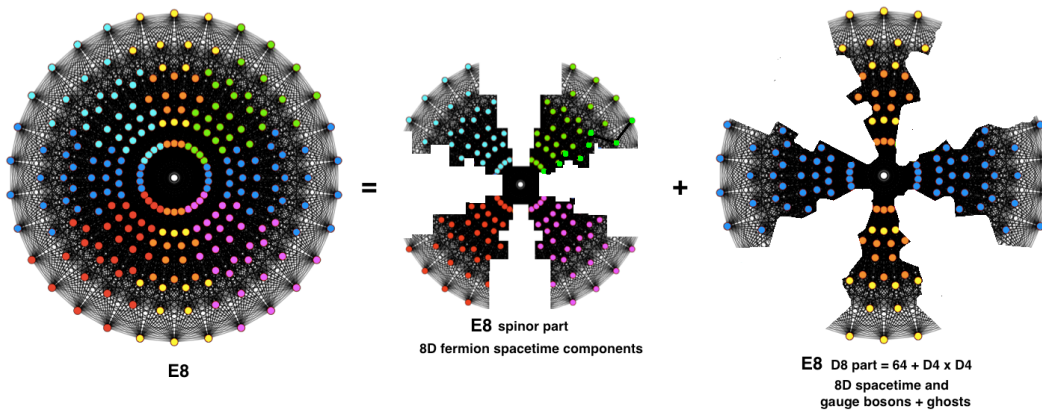 =
+
E8
E8 spinor part
8D fermion spacetime components
E8 D8 part = 64 + D4 x D4
8D spacetime and
gauge bosons + ghosts